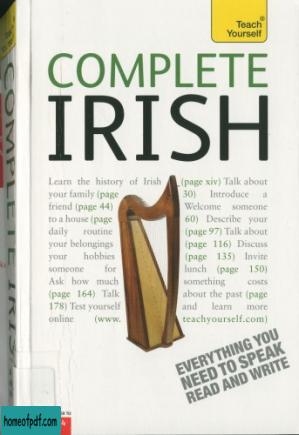 Teach
Yourself
COMPLETE
IRISH
Learn the history of Irish (page xiv) Talk about
your family (page 30) Introduce a
friend (page 44) Welcome someone
to a house (page 60) Describe your
daily routine (page 97) Talk about
your belongings (page 116) Discuss
your hobbies (page 135) Invite
someone for lunch (page 150)
Ask how much something costs
(page 164) Talk about the past (page
178) Test yourself and learn more
online (www. teachyourself.com)
EVERYTHING YOU
NEED TO SPEAK
READ AND WRITE
COMPLETE IRISH
homeofpdf.com